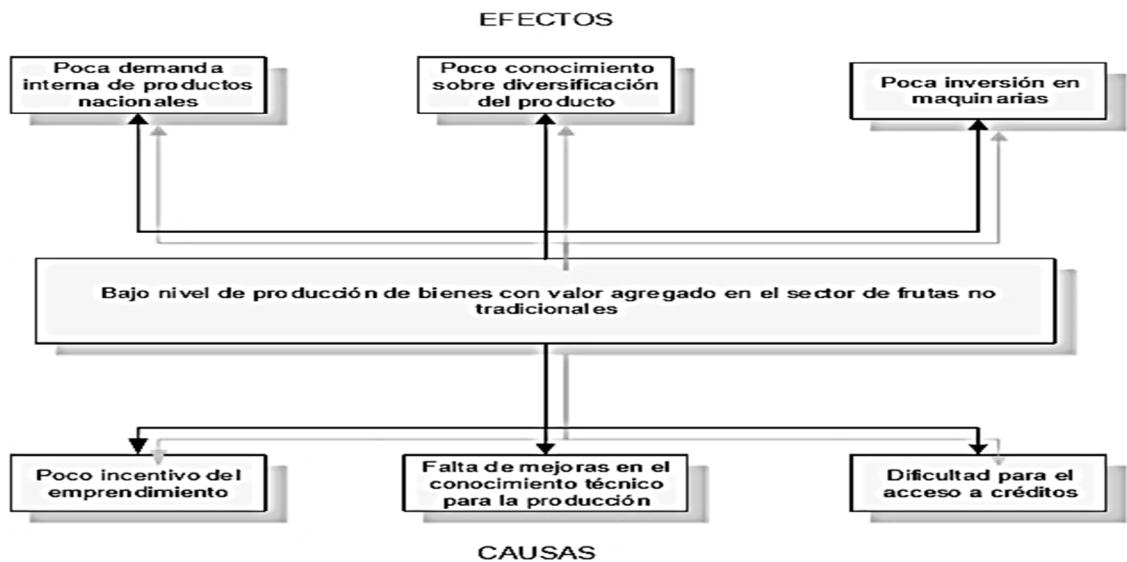 EFECTOS
Poca demanda
interna de productos
nacionales
Poco conocimiento
sobre diversificación
del producto
Poca inversión en
maquinarias
Bajo nivel de producción de bienes con valor agregado en el sector de frutas no
tradicionales
Poco incentivo del
emprendimiento
Falta de mejoras en el
conocimiento técnico
para la producción
Dificultad para el
acceso a créditos
CAUSAS